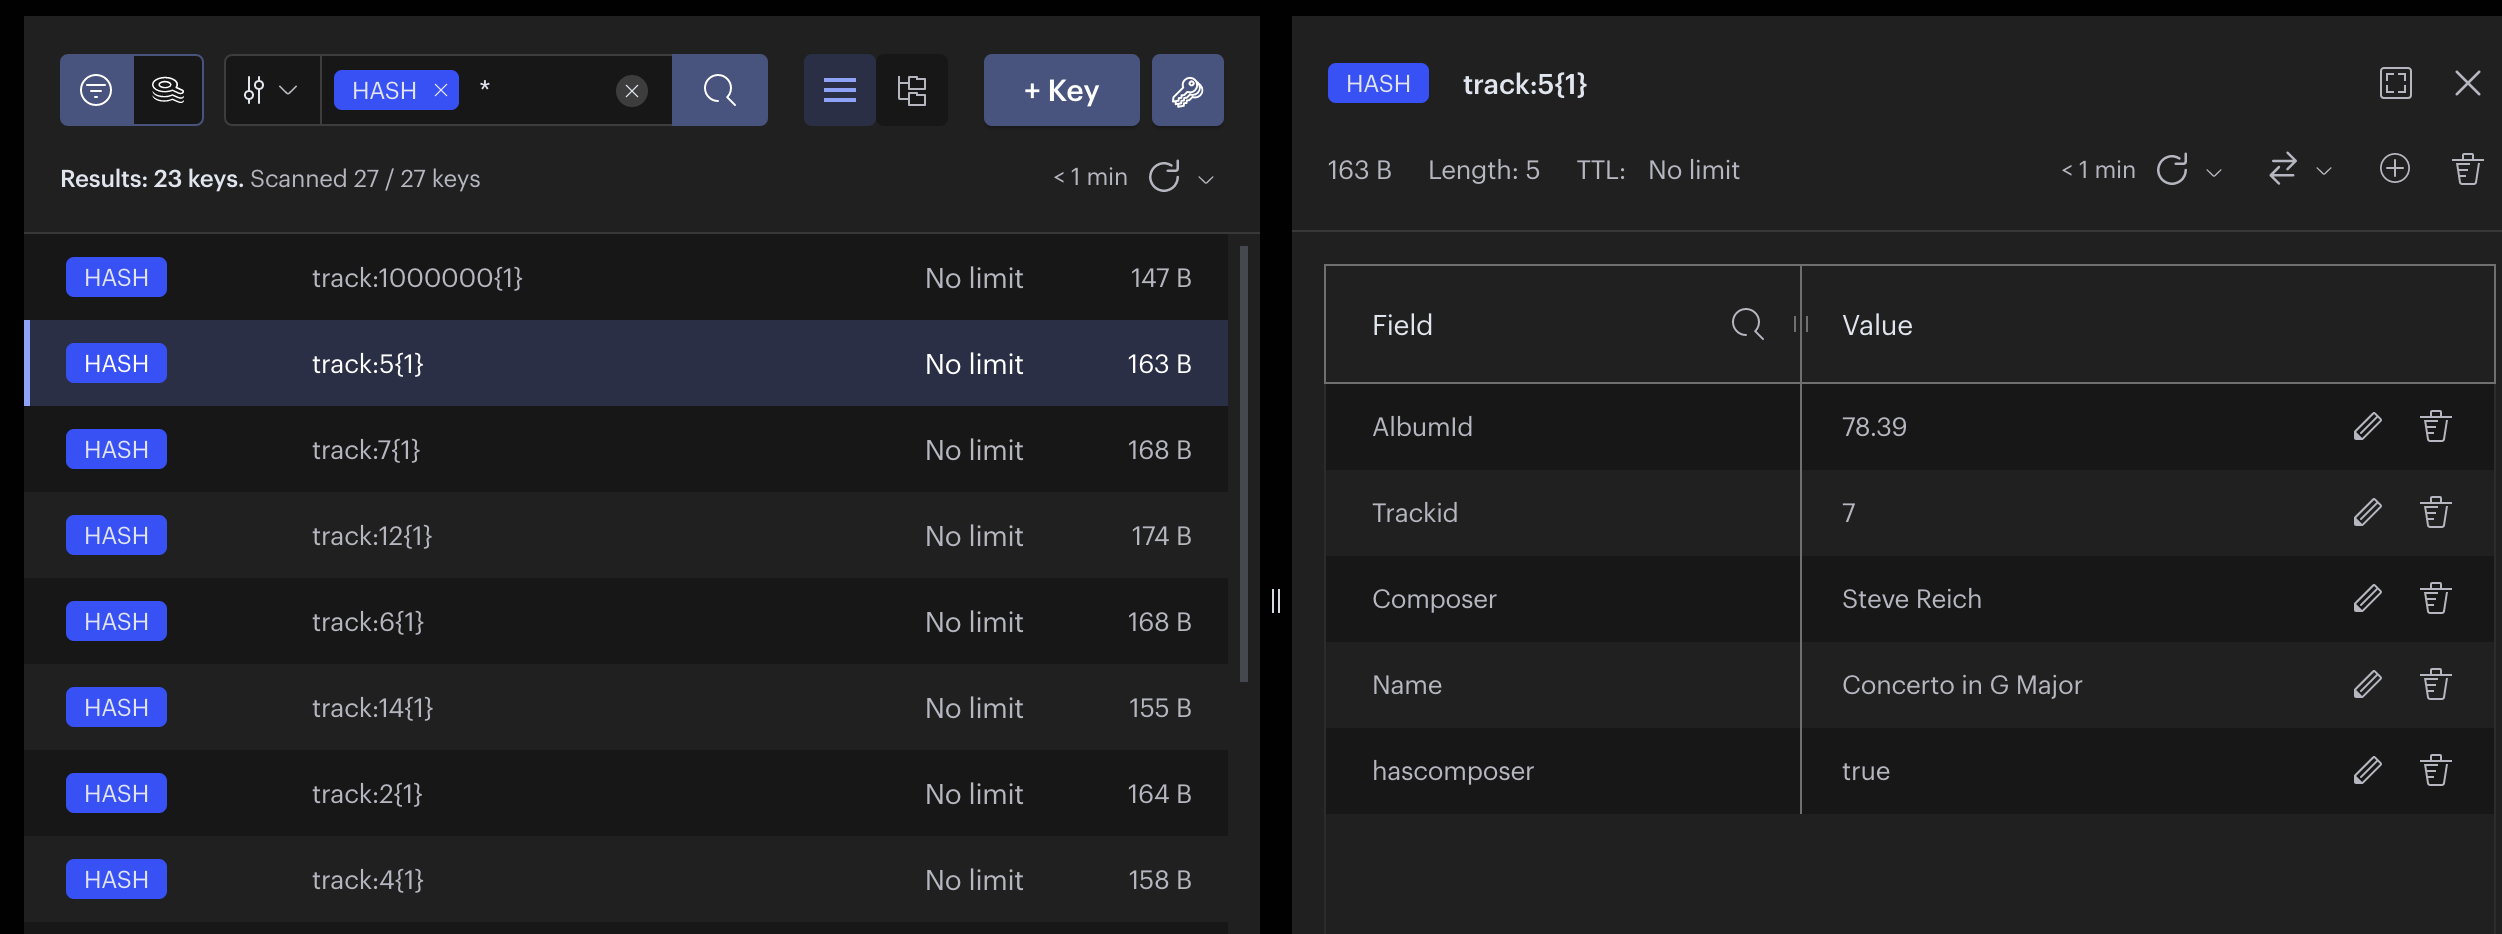 HASH *
+ Key
Results: 23 keys. Scanned 27 / 27 keys
< 1 min
HASH track:1000000{1} No limit 147 B
HASH track:5{1} No limit 163 B
HASH track:7{1} No limit 168 B
HASH track:12{1} No limit 174 B
HASH track:6{1} No limit 168 B
HASH track:14{1} No limit 155 B
HASH track:2{1} No limit 164 B
HASH track:4{1} No limit 158 B
HASH track:5{1}
163 B Length: 5 TTL: No limit < 1 min
Field Value
AlbumId 78.39
Trackid 7
Composer Steve Reich
Name Concerto in G Major
hascomposer true